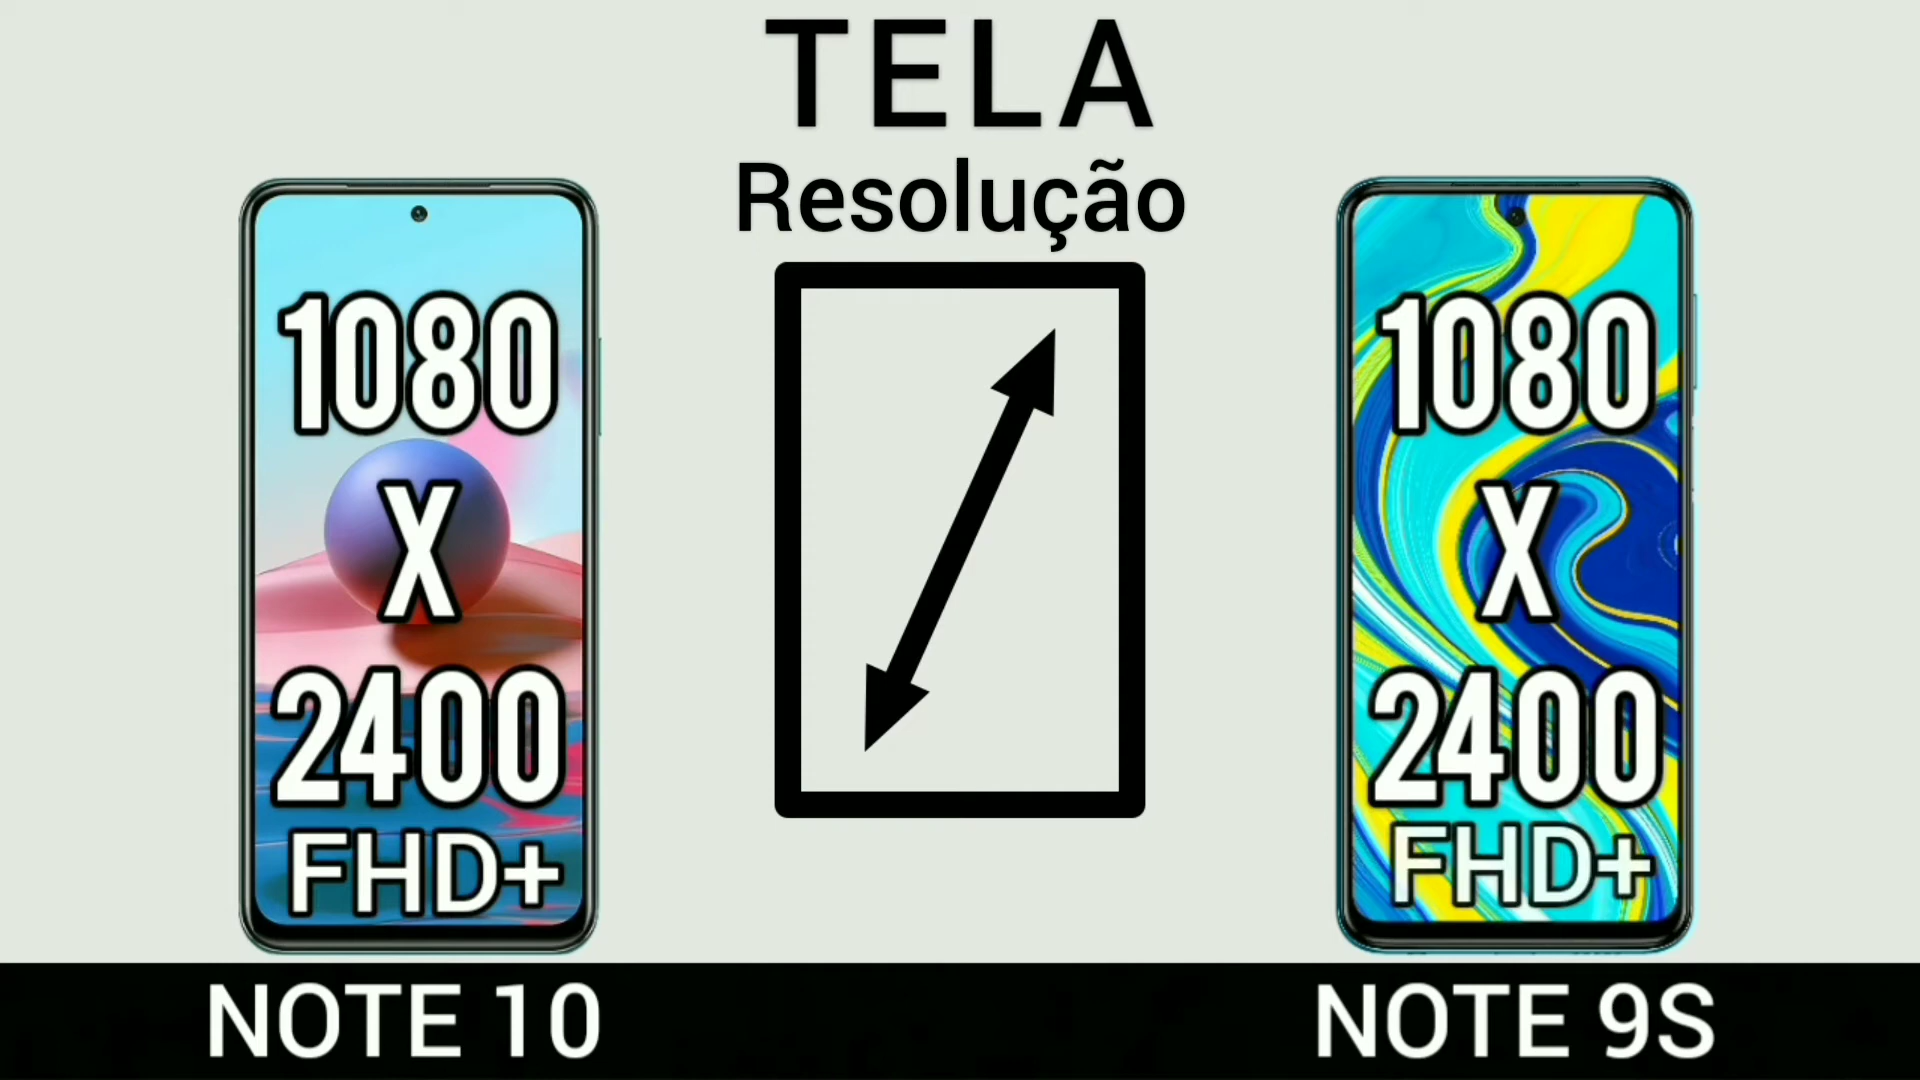 TELA
Resolução
1080
X
2400
FHD+
1080
X
2400
FHD+
NOTE 10
NOTE 9S